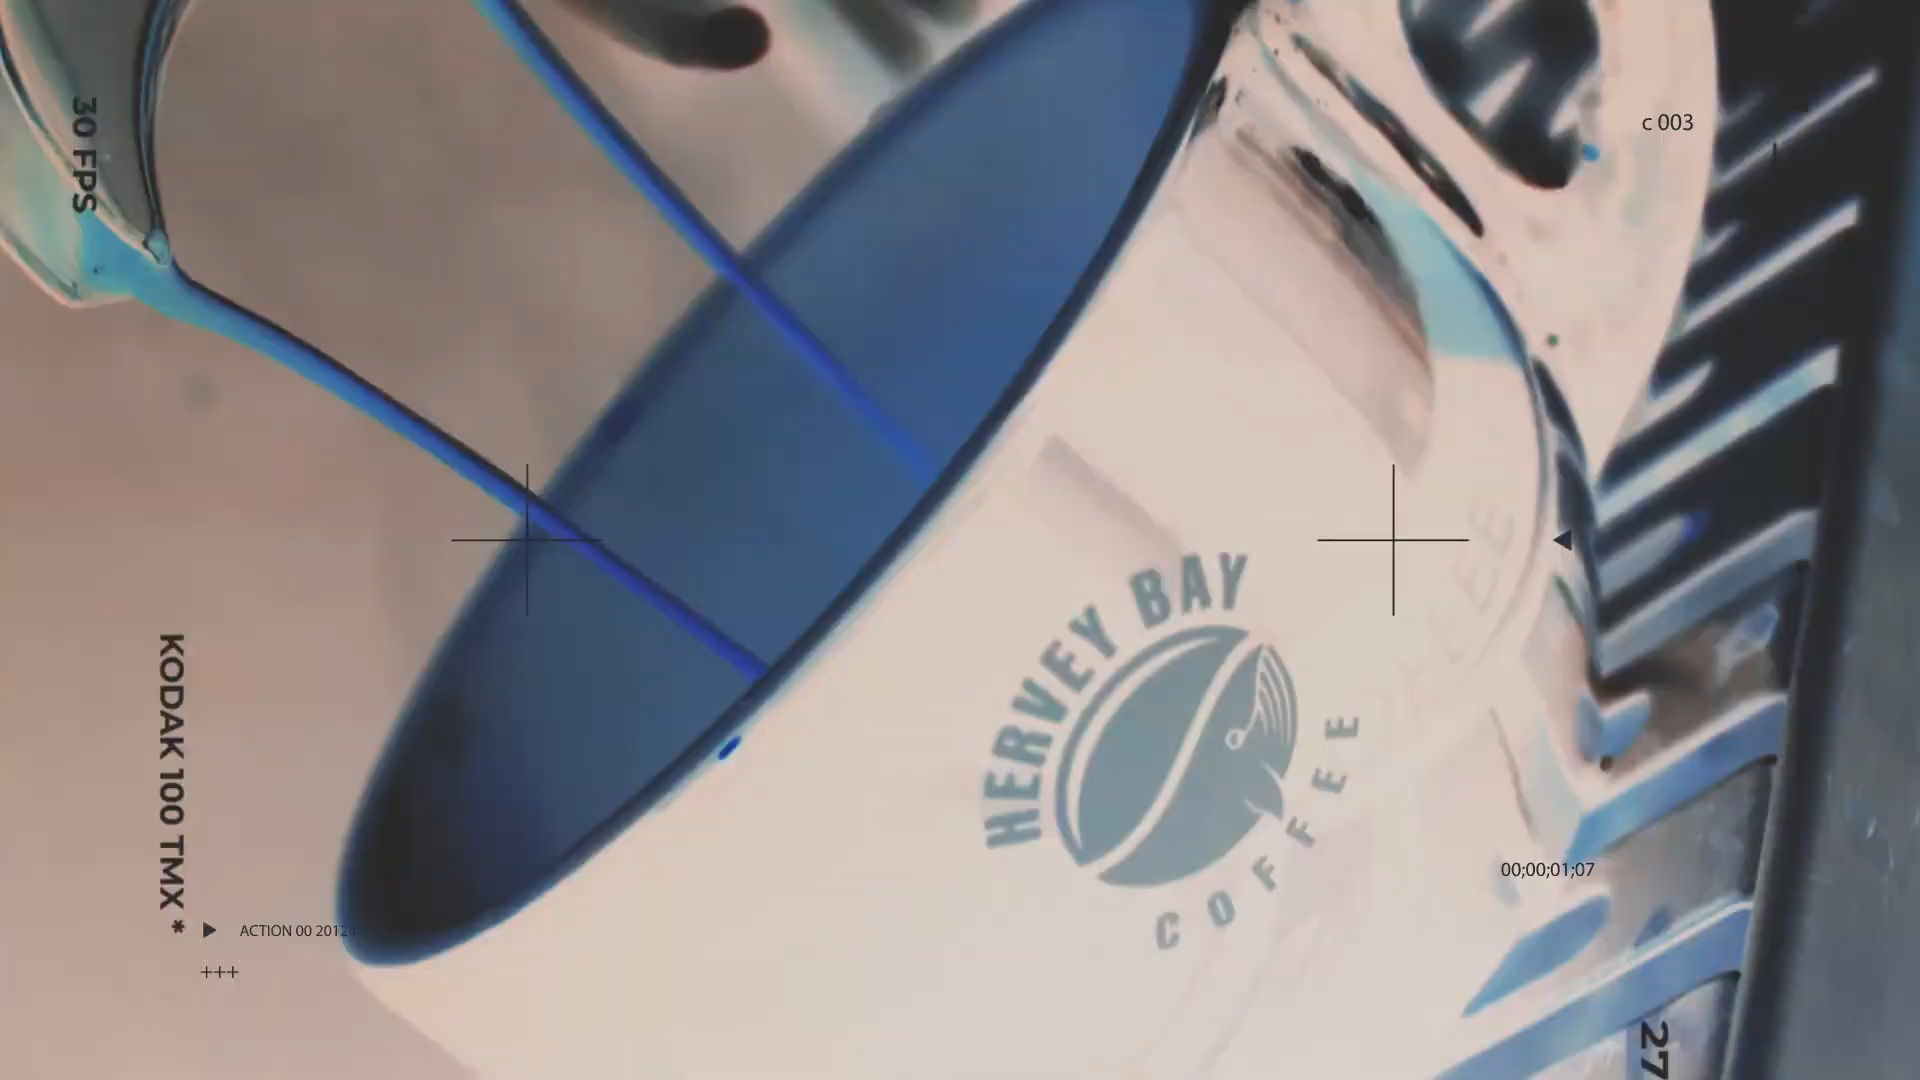 30 FPS
c 003
HERVEY BAY
COFFEE
KODAK 100 TMX *
00;00;01;07
ACTION 00 2012
+++
27